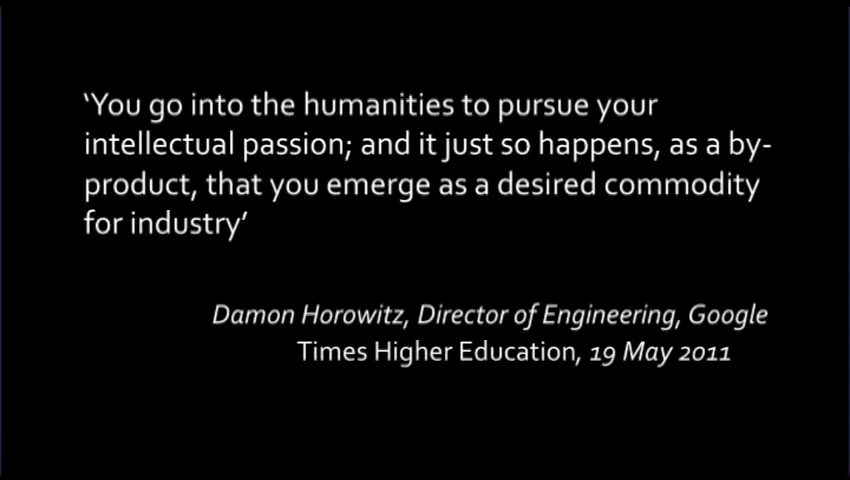 ‘You go into the humanities to pursue your
intellectual passion; and it just so happens, as a by-
product, that you emerge as a desired commodity
for industry’
Damon Horowitz, Director of Engineering, Google
Times Higher Education, 19 May 2011